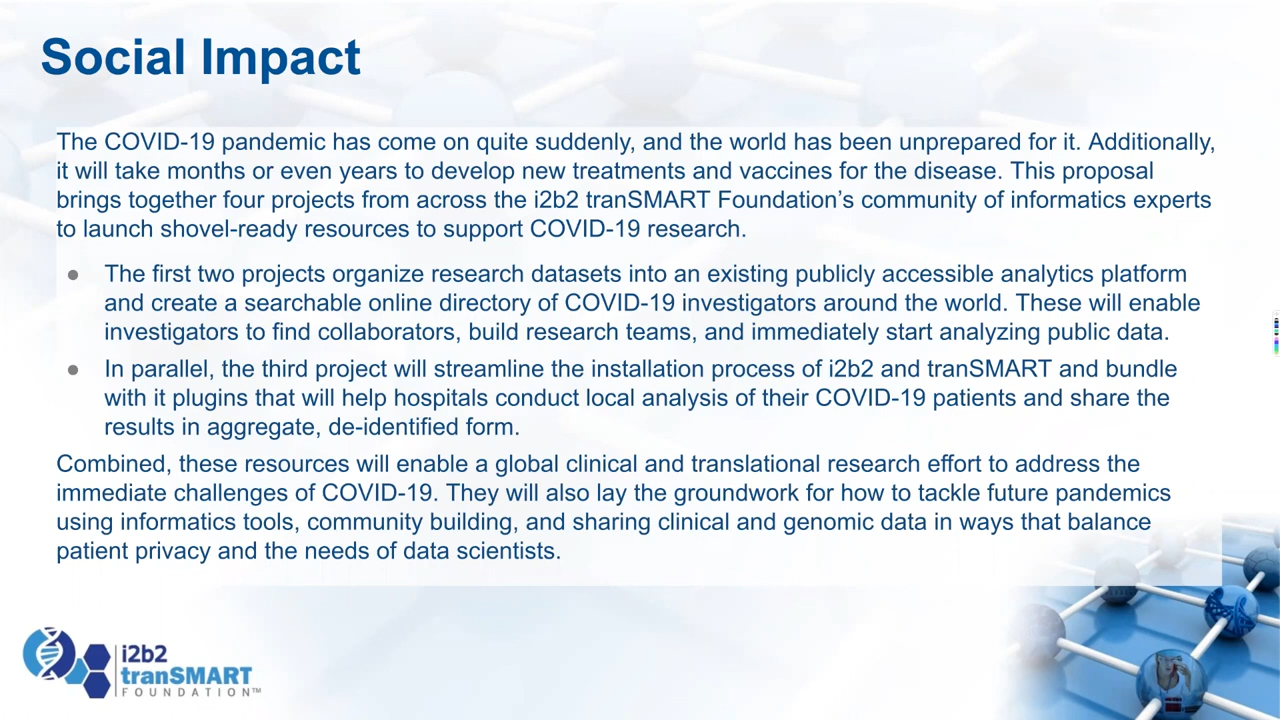 Social Impact
The COVID-19 pandemic has come on quite suddenly, and the world has been unprepared for it. Additionally,
it will take months or even years to develop new treatments and vaccines for the disease. This proposal
brings together four projects from across the i2b2 tranSMART Foundation’s community of informatics experts
to launch shovel-ready resources to support COVID-19 research.
● The first two projects organize research datasets into an existing publicly accessible analytics platform
and create a searchable online directory of COVID-19 investigators around the world. These will enable
investigators to find collaborators, build research teams, and immediately start analyzing public data.
● In parallel, the third project will streamline the installation process of i2b2 and tranSMART and bundle
with it plugins that will help hospitals conduct local analysis of their COVID-19 patients and share the
results in aggregate, de-identified form.
Combined, these resources will enable a global clinical and translational research effort to address the
immediate challenges of COVID-19. They will also lay the groundwork for how to tackle future pandemics
using informatics tools, community building, and sharing clinical and genomic data in ways that balance
patient privacy and the needs of data scientists.
i2b2
tranSMART
FOUNDATION™